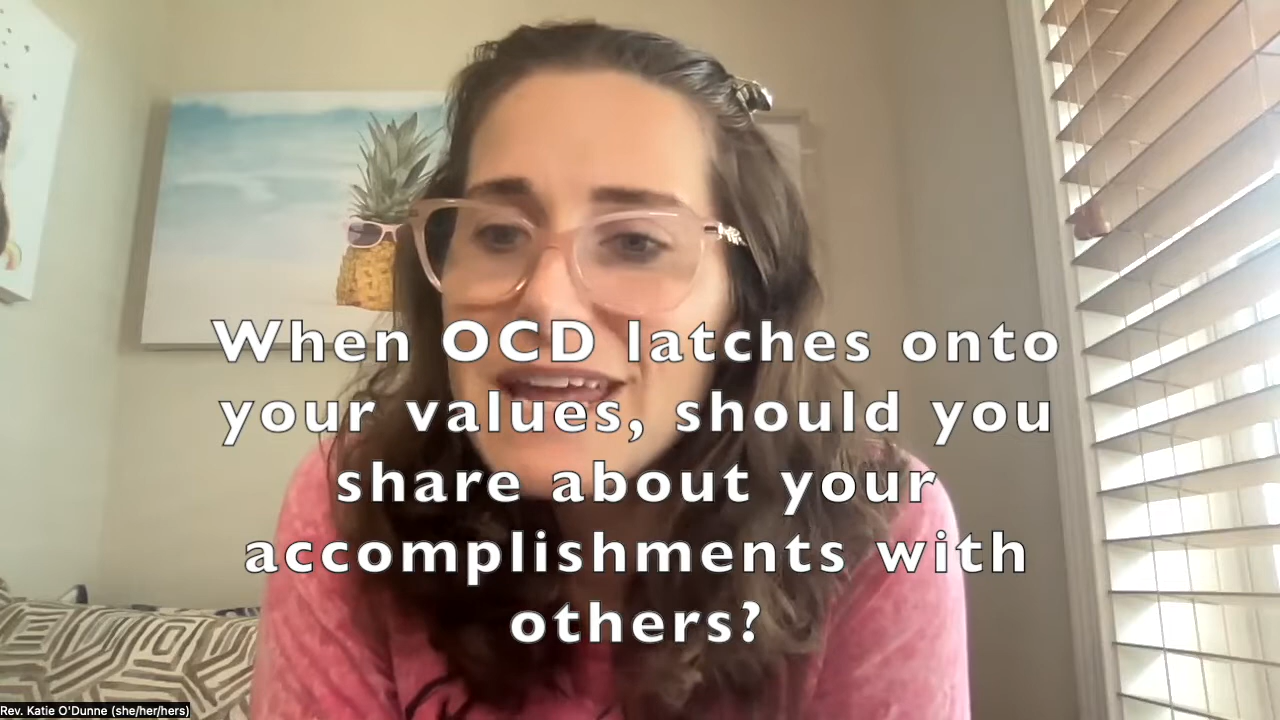 When OCD latches onto
your values, should you
share about your
accomplishments with
others?
Rev. Katie O'Dunne (she/her/hers)